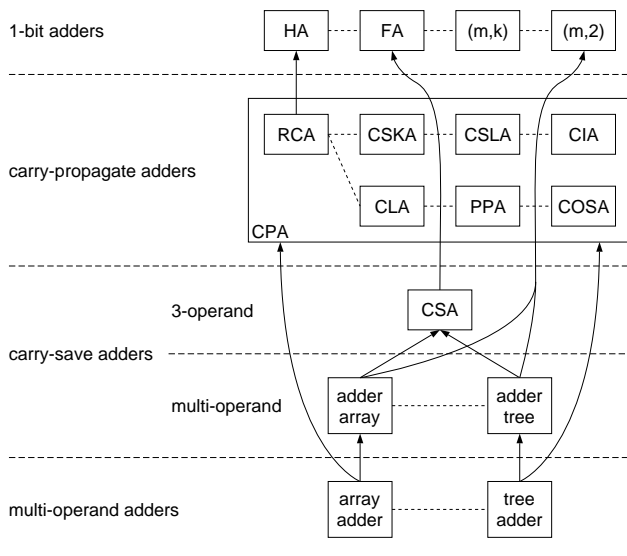 1-bit adders
HA
FA
(m,k)
(m,2)
carry-propagate adders
RCA
CSKA
CSLA
CIA
CLA
PPA
COSA
CPA
3-operand
CSA
carry-save adders
multi-operand
adder
array
adder
tree
multi-operand adders
array
adder
tree
adder